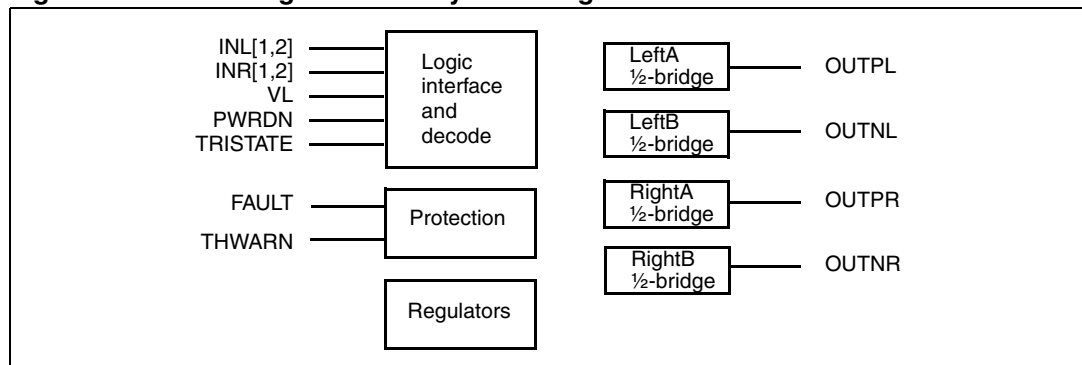 INL[1,2]
INR[1,2]
VL
PWRDN
TRISTATE
Logic
interface
and
decode
FAULT
THWARN
Protection
Regulators
LeftA
½-bridge
OUTPL
LeftB
½-bridge
OUTNL
RightA
½-bridge
OUTPR
RightB
½-bridge
OUTNR